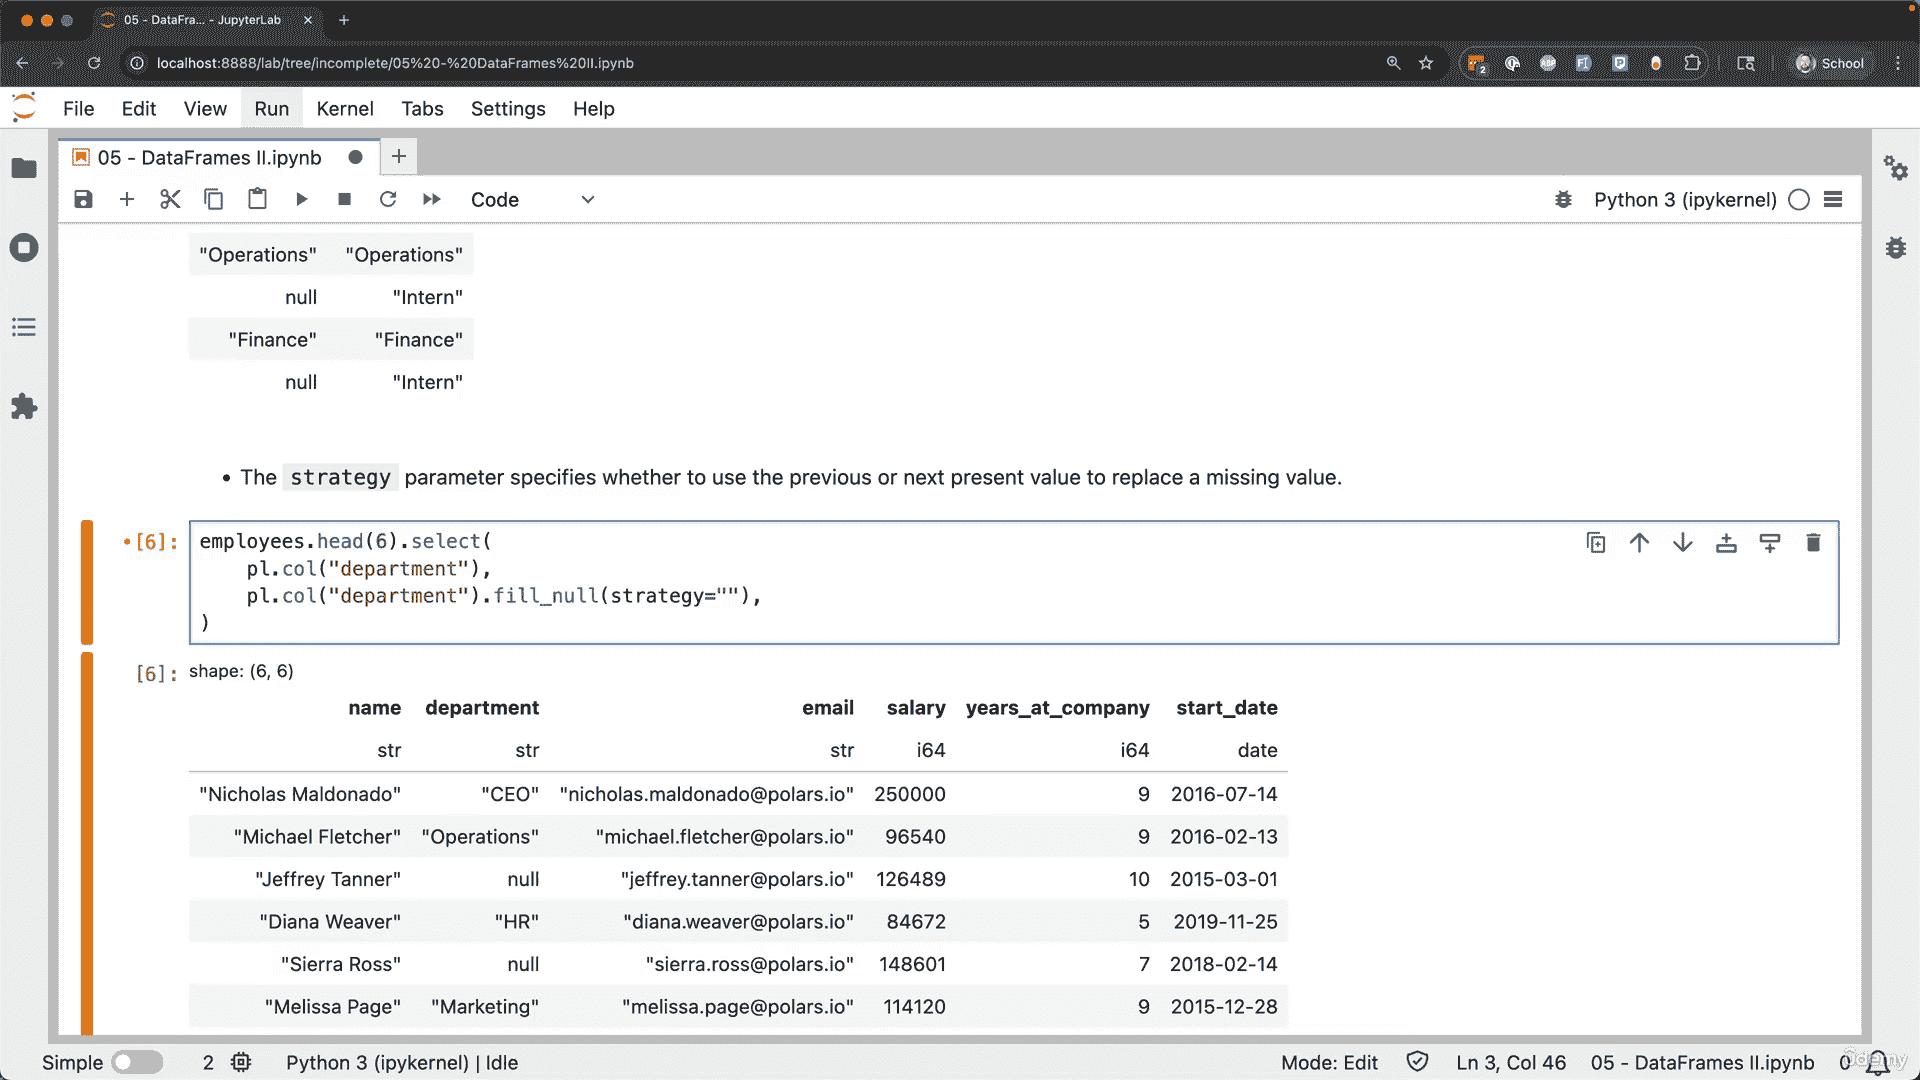 05 - DataFra... - JupyterLab
localhost:8888/lab/tree/incomplete/05%20-%20DataFrames%20II.ipynb
2
ABP
School
File Edit View Run Kernel Tabs Settings Help
05 - DataFrames II.ipynb
Code
Python 3 (ipykernel)
"Operations" "Operations"
null "Intern"
"Finance" "Finance"
null "Intern"
• The strategy parameter specifies whether to use the previous or next present value to replace a missing value.
•[6]: employees.head(6).select(
pl.col("department"),
pl.col("department").fill_null(strategy=""),
)
[6]: shape: (6, 6)
name department email salary years_at_company start_date
str str str i64 i64 date
"Nicholas Maldonado" "CEO" "nicholas.maldonado@polars.io" 250000 9 2016-07-14
"Michael Fletcher" "Operations" "michael.fletcher@polars.io" 96540 9 2016-02-13
"Jeffrey Tanner" null "jeffrey.tanner@polars.io" 126489 10 2015-03-01
"Diana Weaver" "HR" "diana.weaver@polars.io" 84672 5 2019-11-25
"Sierra Ross" null "sierra.ross@polars.io" 148601 7 2018-02-14
"Melissa Page" "Marketing" "melissa.page@polars.io" 114120 9 2015-12-28
Simple 2 Python 3 (ipykernel) | Idle Mode: Edit Ln 3, Col 46 05 - DataFrames II.ipynb 0
Udemy